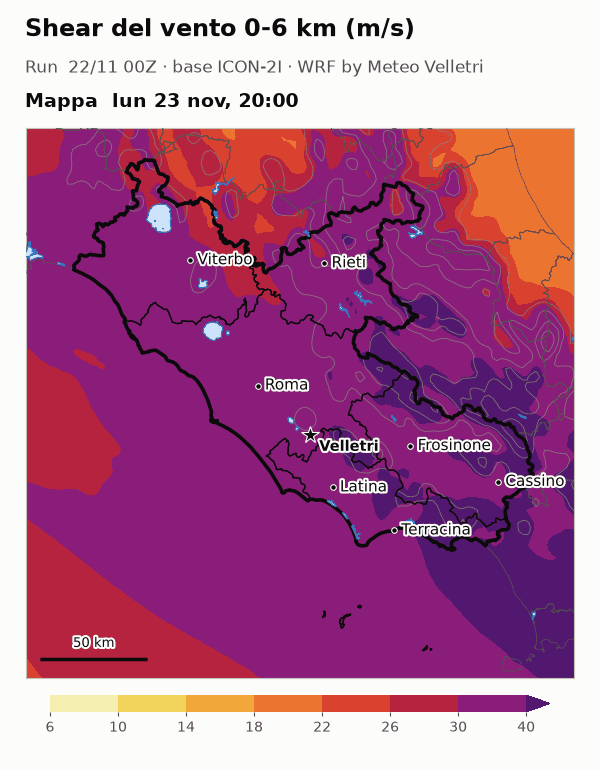 Shear del vento 0-6 km (m/s)
Run  22/11 00Z · base ICON-2I · WRF by Meteo Velletri
Mappa  lun 23 nov, 20:00
Viterbo
Rieti
Roma
Velletri
Frosinone
Latina
Cassino
Terracina
50 km
6 10 14 18 22 26 30 40